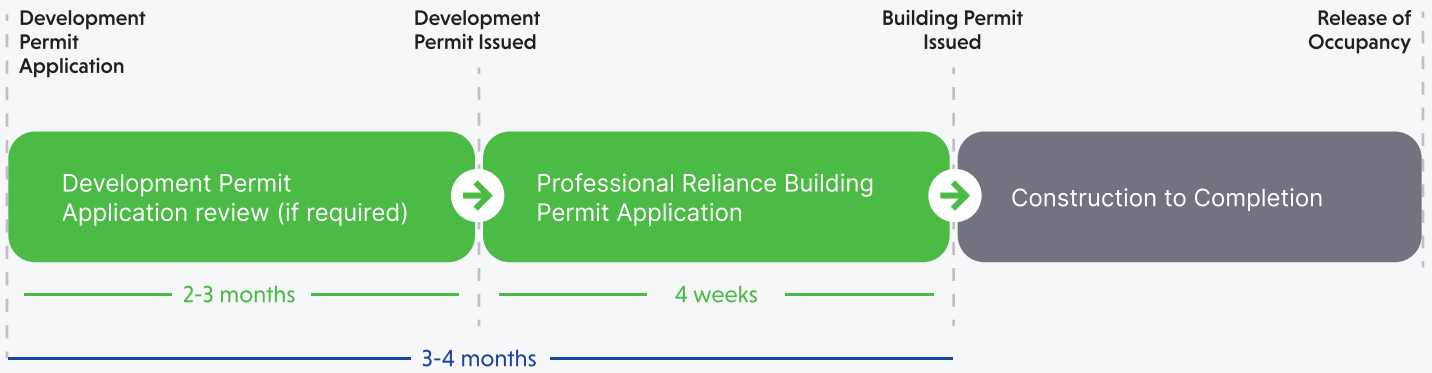 Development
Permit
Application
Development
Permit Issued
Building Permit
Issued
Release of
Occupancy
Development Permit
Application review (if required)
Professional Reliance Building
Permit Application
Construction to Completion
2-3 months
4 weeks
3-4 months